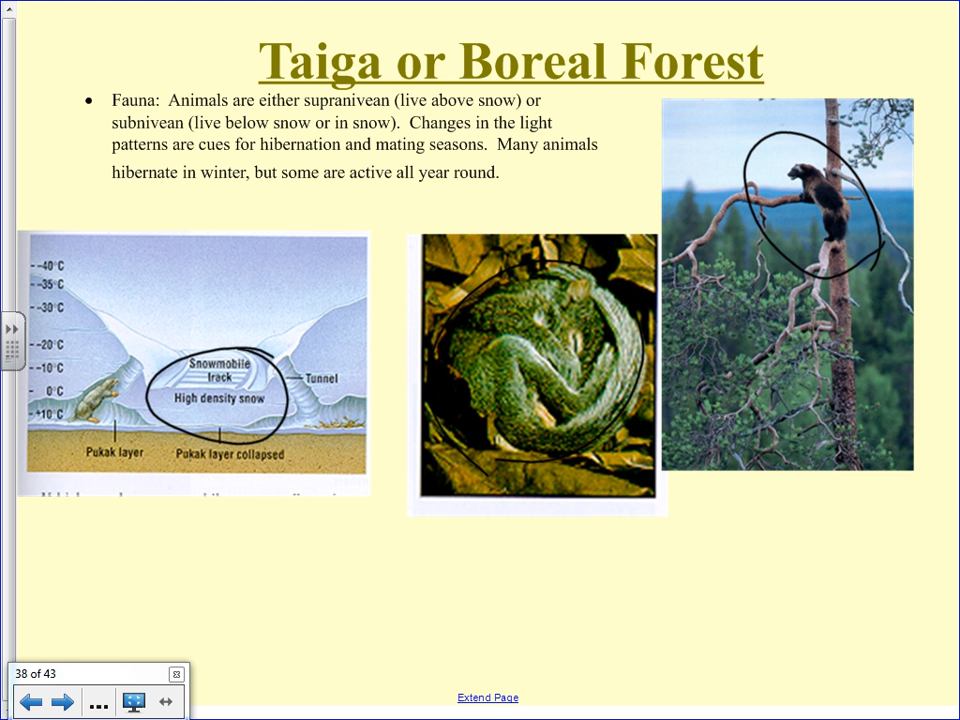 Taiga or Boreal Forest
• Fauna: Animals are either supranivean (live above snow) or
subnivean (live below snow or in snow). Changes in the light
patterns are cues for hibernation and mating seasons. Many animals
hibernate in winter, but some are active all year round.
-40°C
-35°C
-30°C
-20°C
-10°C
0°C
+10°C
Snowmobile
track
High density snow
Tunnel
Pukak layer
Pukak layer collapsed
38 of 43
...
Extend Page